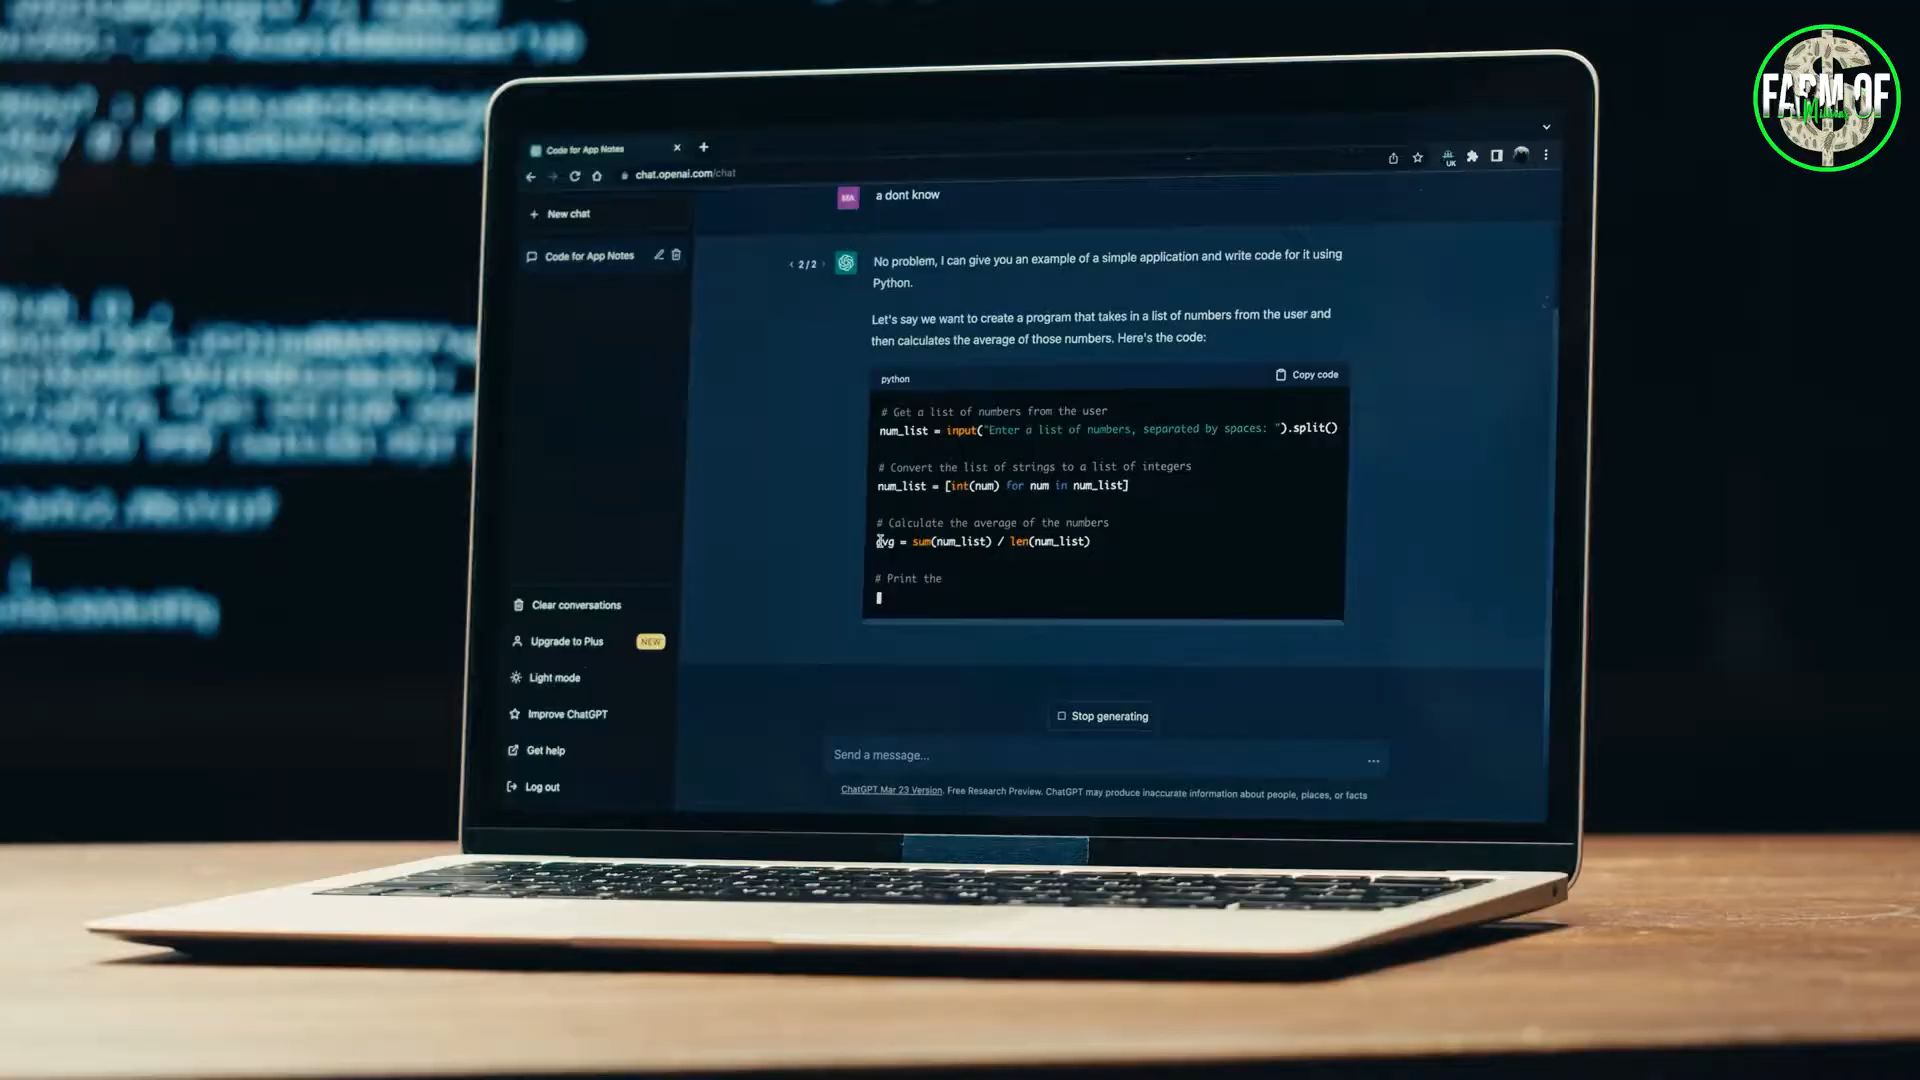 FARM OF
Millions
Code for App Notes
chat.openai.com/chat
UK
New chat
Code for App Notes
Clear conversations
Upgrade to Plus
NEW
Light mode
Improve ChatGPT
Get help
Log out
MA
a dont know
2/2
No problem, I can give you an example of a simple application and write code for it using
Python.
Let's say we want to create a program that takes in a list of numbers from the user and
then calculates the average of those numbers. Here's the code:
python
Copy code
# Get a list of numbers from the user
num_list = input("Enter a list of numbers, separated by spaces: ").split()
# Convert the list of strings to a list of integers
num_list = [int(num) for num in num_list]
# Calculate the average of the numbers
avg = sum(num_list) / len(num_list)
# Print the
Stop generating
Send a message...
ChatGPT Mar 23 Version. Free Research Preview. ChatGPT may produce inaccurate information about people, places, or facts